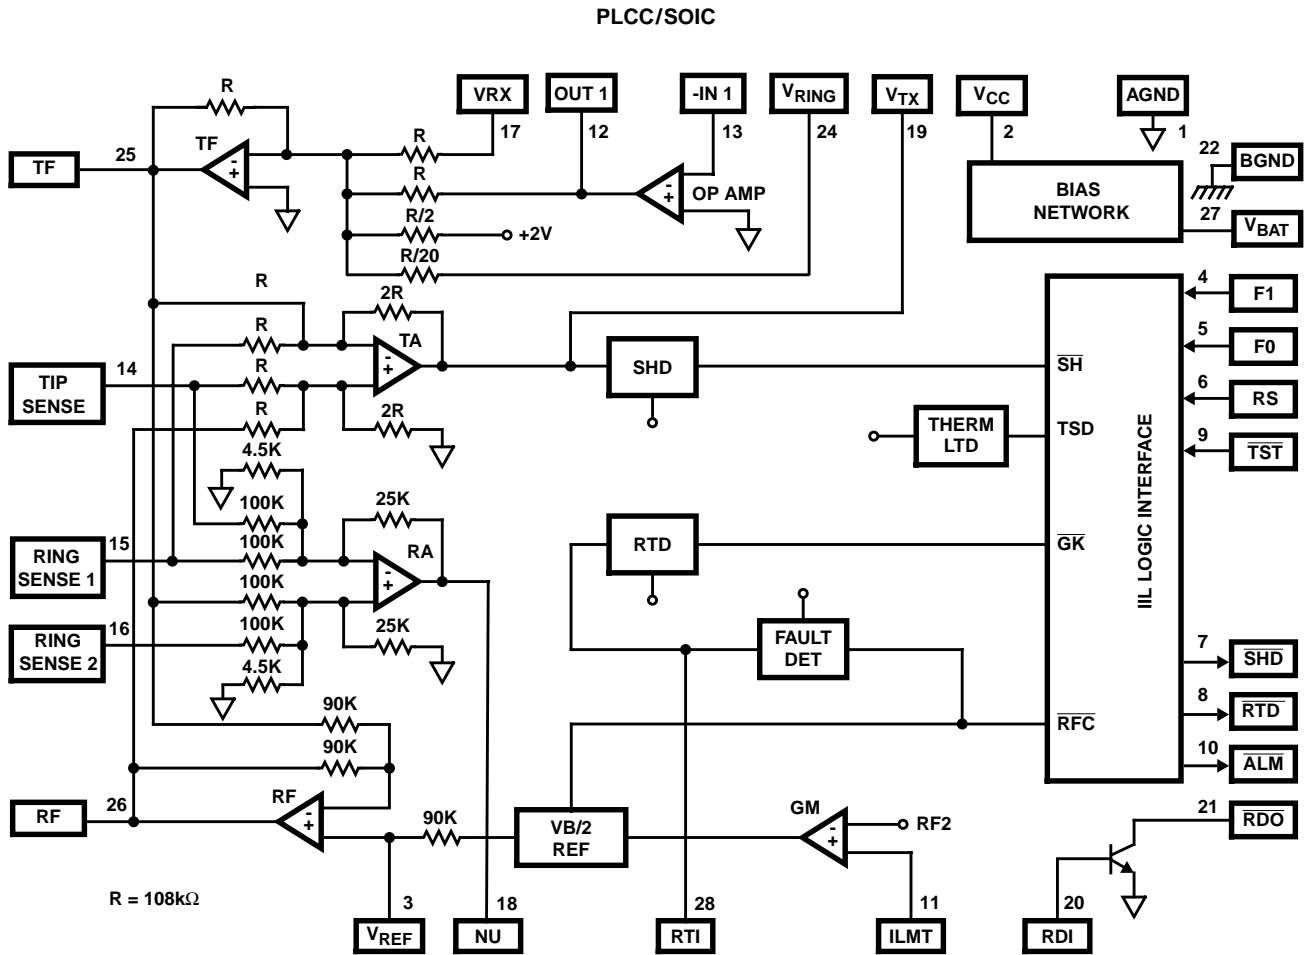 PLCC/SOIC
R
VRX
OUT 1
-IN 1
VRING
VTX
VCC
AGND
17
12
13
24
19
2
1
TF
25
TF
-
+
R
R
R/2
+2V
R/20
-
+
OP AMP
BIAS
NETWORK
22
BGND
27
VBAT
R
2R
R
TA
-
+
TIP
SENSE
14
R
R
2R
SHD
SH
THERM
LTD
TSD
4
F1
5
F0
6
RS
9
TST
IIL LOGIC INTERFACE
4.5K
100K
100K
25K
RA
-
+
RING
SENSE 1
15
100K
100K
25K
RING
SENSE 2
16
4.5K
RTD
GK
FAULT
DET
RFC
7
SHD
8
RTD
10
ALM
90K
90K
RF
26
RF
-
+
90K
VB/2
REF
GM
-
+
RF2
21
RDO
R = 108kΩ
3
18
28
11
20
VREF
NU
RTI
ILMT
RDI